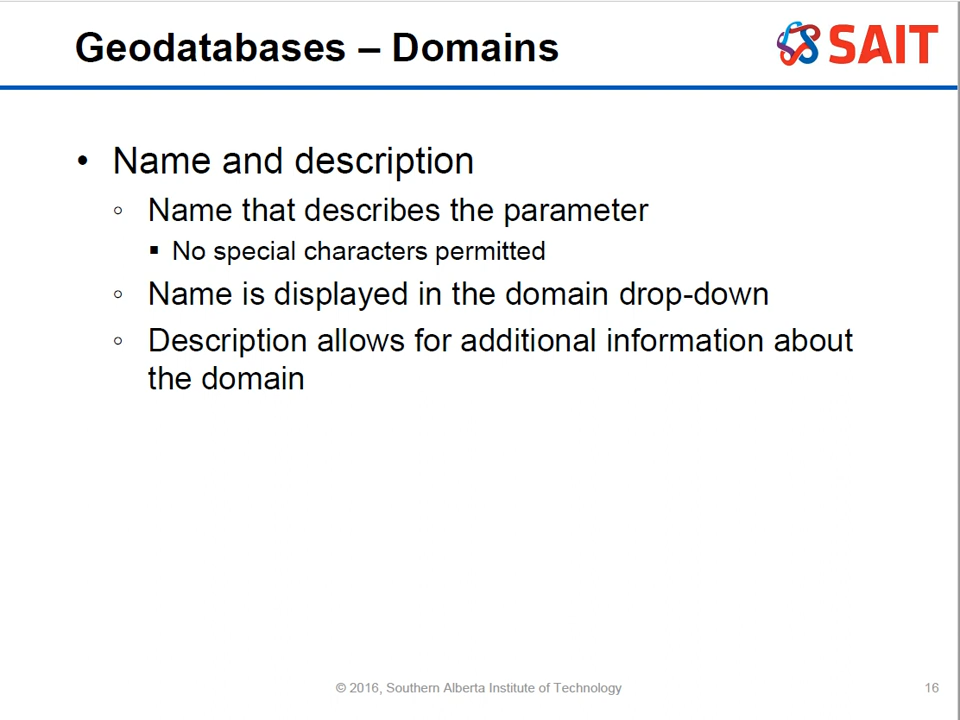 Geodatabases – Domains
SAIT
• Name and description
◦ Name that describes the parameter
▪ No special characters permitted
◦ Name is displayed in the domain drop-down
◦ Description allows for additional information about
the domain
© 2016, Southern Alberta Institute of Technology
16